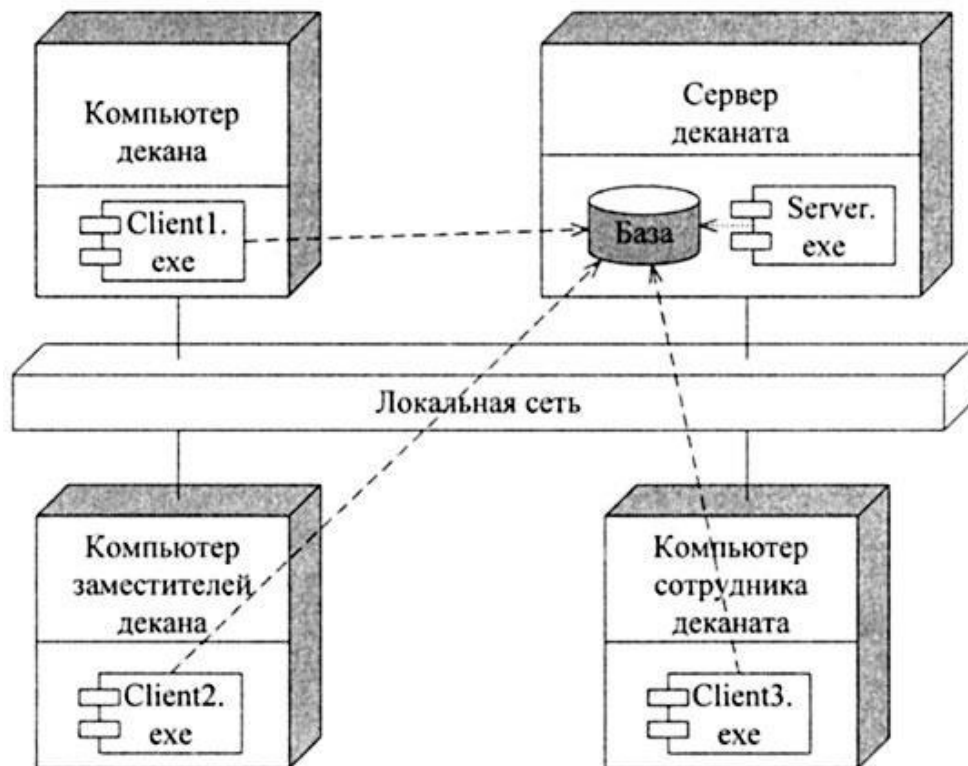 Компьютер
декана
Client1.
exe
Сервер
деканата
База
Server.
exe
Локальная сеть
Компьютер
заместителей
декана
Client2.
exe
Компьютер
сотрудника
деканата
Client3.
exe